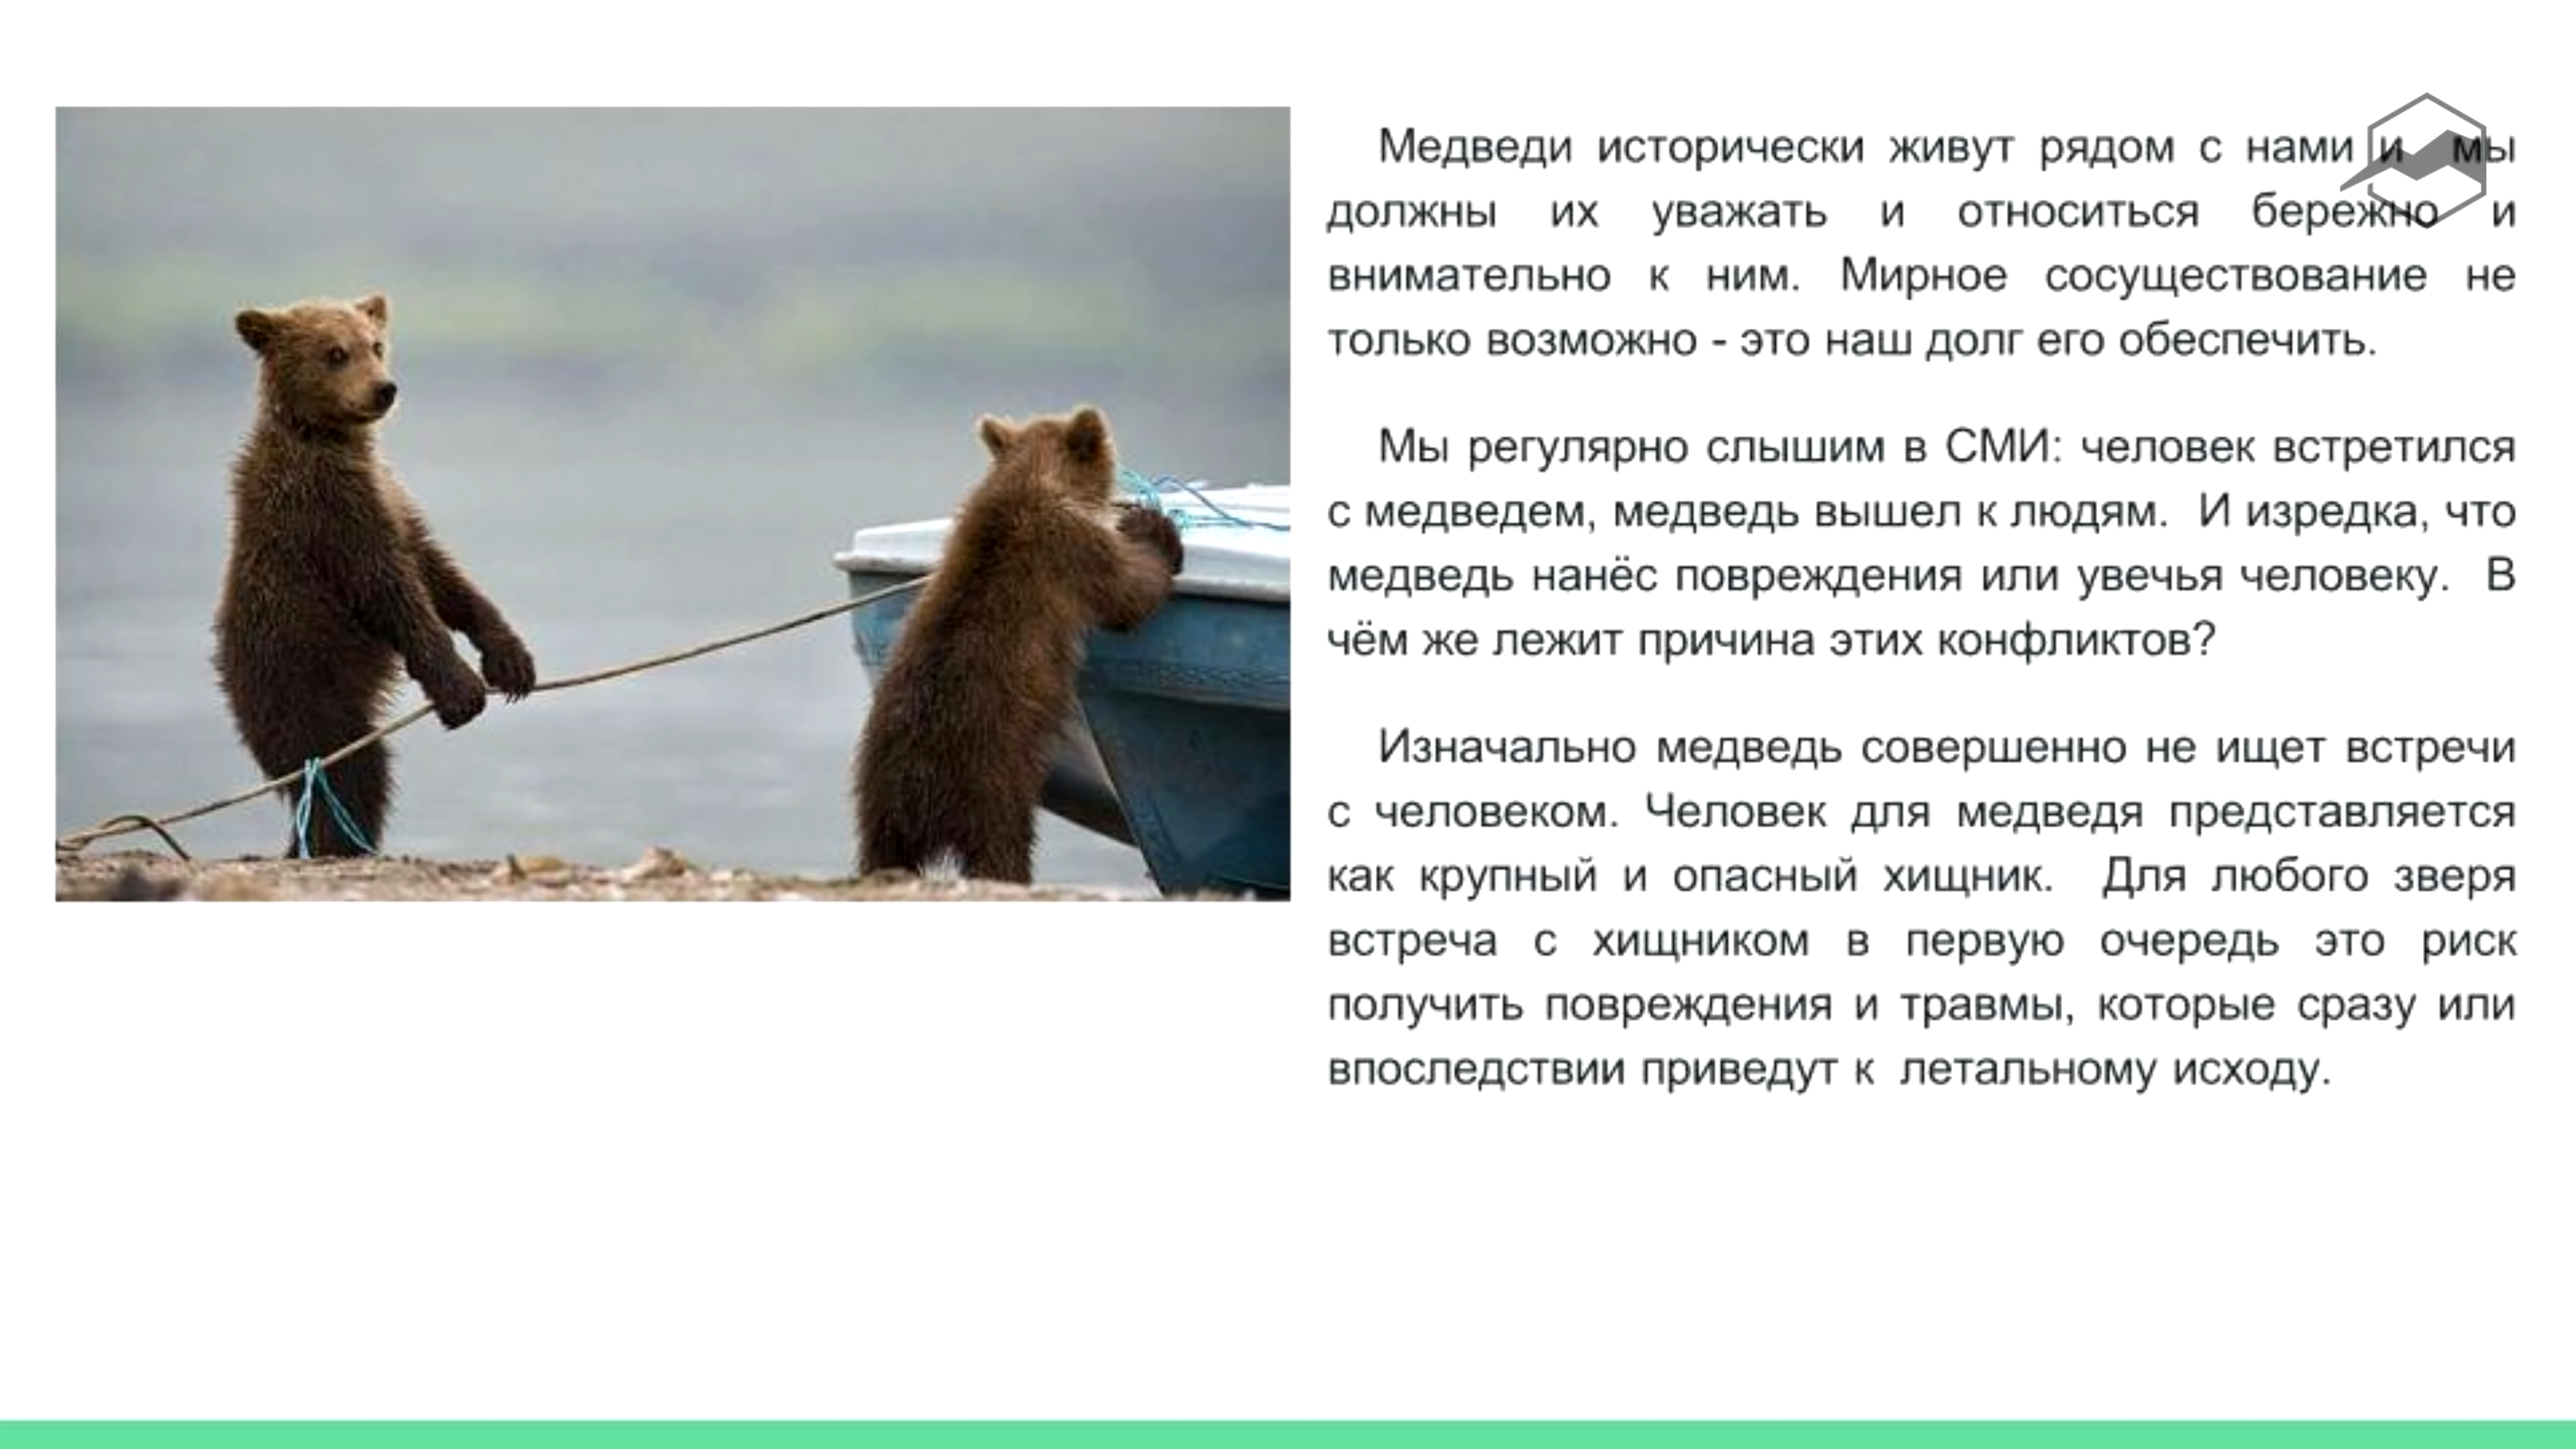 Медведи исторически живут рядом с нами и мы
должны их уважать и относиться бережно и
внимательно к ним. Мирное сосуществование не
только возможно - это наш долг его обеспечить.
Мы регулярно слышим в СМИ: человек встретился
с медведем, медведь вышел к людям. И изредка, что
медведь нанёс повреждения или увечья человеку. В
чём же лежит причина этих конфликтов?
Изначально медведь совершенно не ищет встречи
с человеком. Человек для медведя представляется
как крупный и опасный хищник. Для любого зверя
встреча с хищником в первую очередь это риск
получить повреждения и травмы, которые сразу или
впоследствии приведут к летальному исходу.